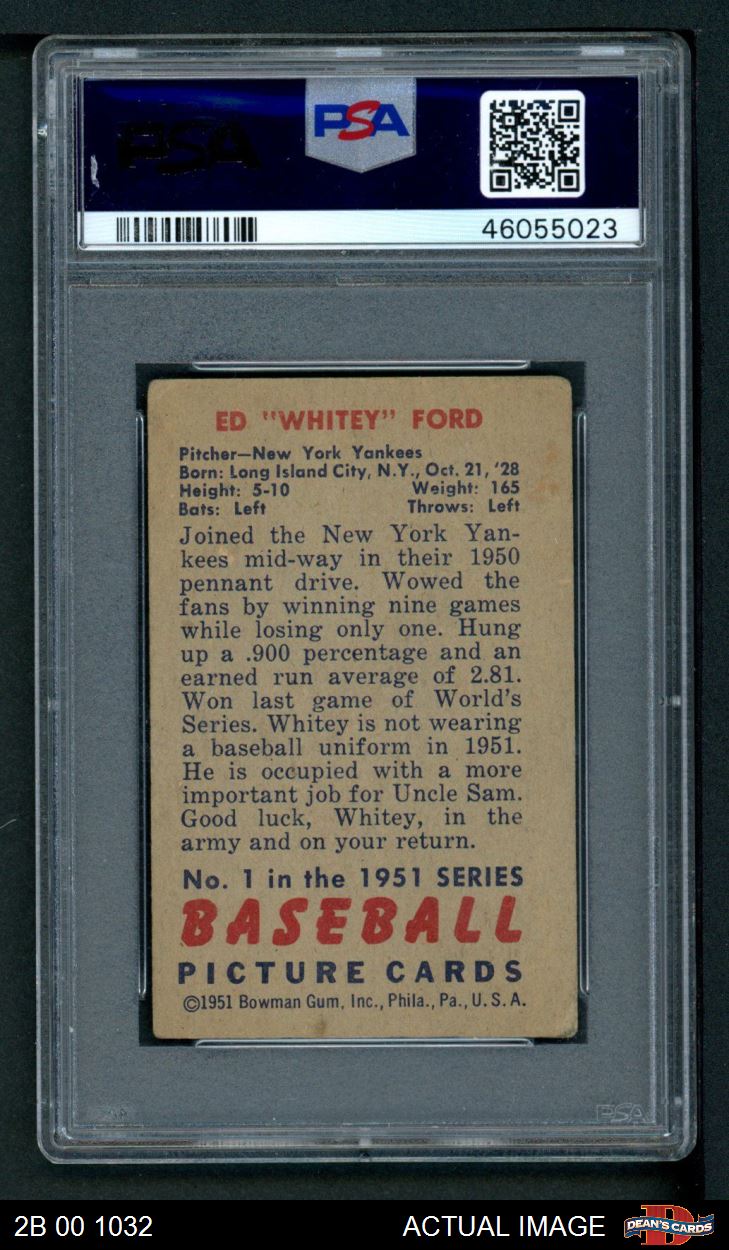 PSA
PSA
46055023
ED "WHITEY" FORD
Pitcher—New York Yankees
Born: Long Island City, N.Y., Oct. 21, '28
Height: 5-10 Weight: 165
Bats: Left Throws: Left
Joined the New York Yan-
kees mid-way in their 1950
pennant drive. Wowed the
fans by winning nine games
while losing only one. Hung
up a .900 percentage and an
earned run average of 2.81.
Won last game of World's
Series. Whitey is not wearing
a baseball uniform in 1951.
He is occupied with a more
important job for Uncle Sam.
Good luck, Whitey, in the
army and on your return.
No. 1 in the 1951 SERIES
BASEBALL
PICTURE CARDS
©1951 Bowman Gum, Inc., Phila., Pa., U.S.A.
PSA
2B 00 1032 ACTUAL IMAGE DEAN'S CARDS